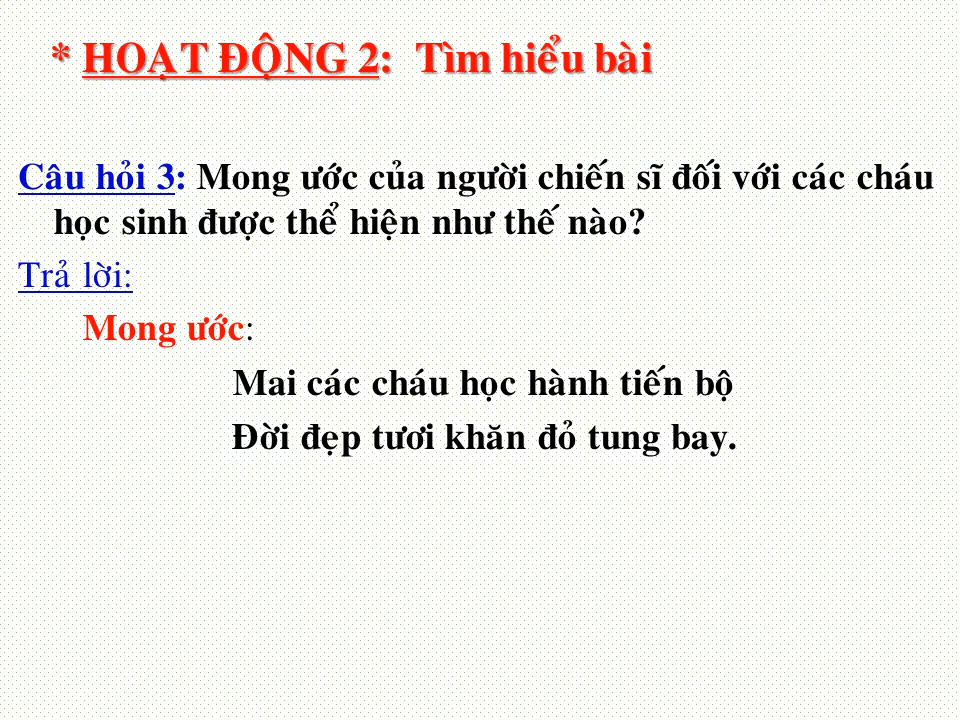 * HOẠT ĐỘNG 2: Tìm hiểu bài
Câu hỏi 3: Mong ước của người chiến sĩ đối với các cháu
học sinh được thể hiện như thế nào?
Trả lời:
Mong ước:
Mai các cháu học hành tiến bộ
Đời đẹp tươi khăn đỏ tung bay.